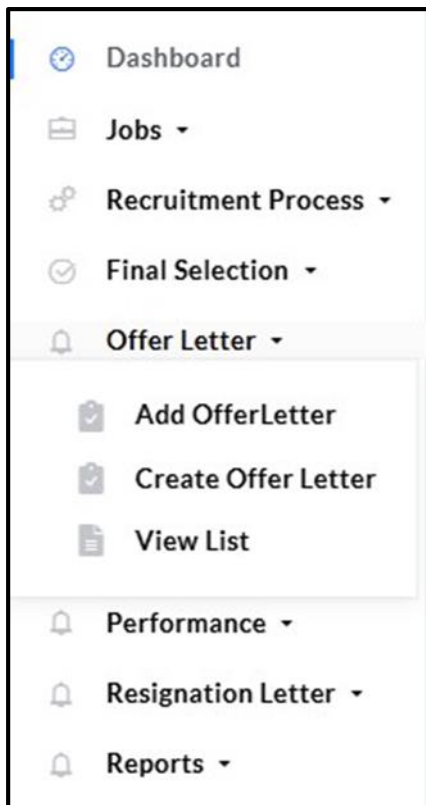 Dashboard
Jobs
Recruitment Process
Final Selection
Offer Letter
Add OfferLetter
Create Offer Letter
View List
Performance
Resignation Letter
Reports